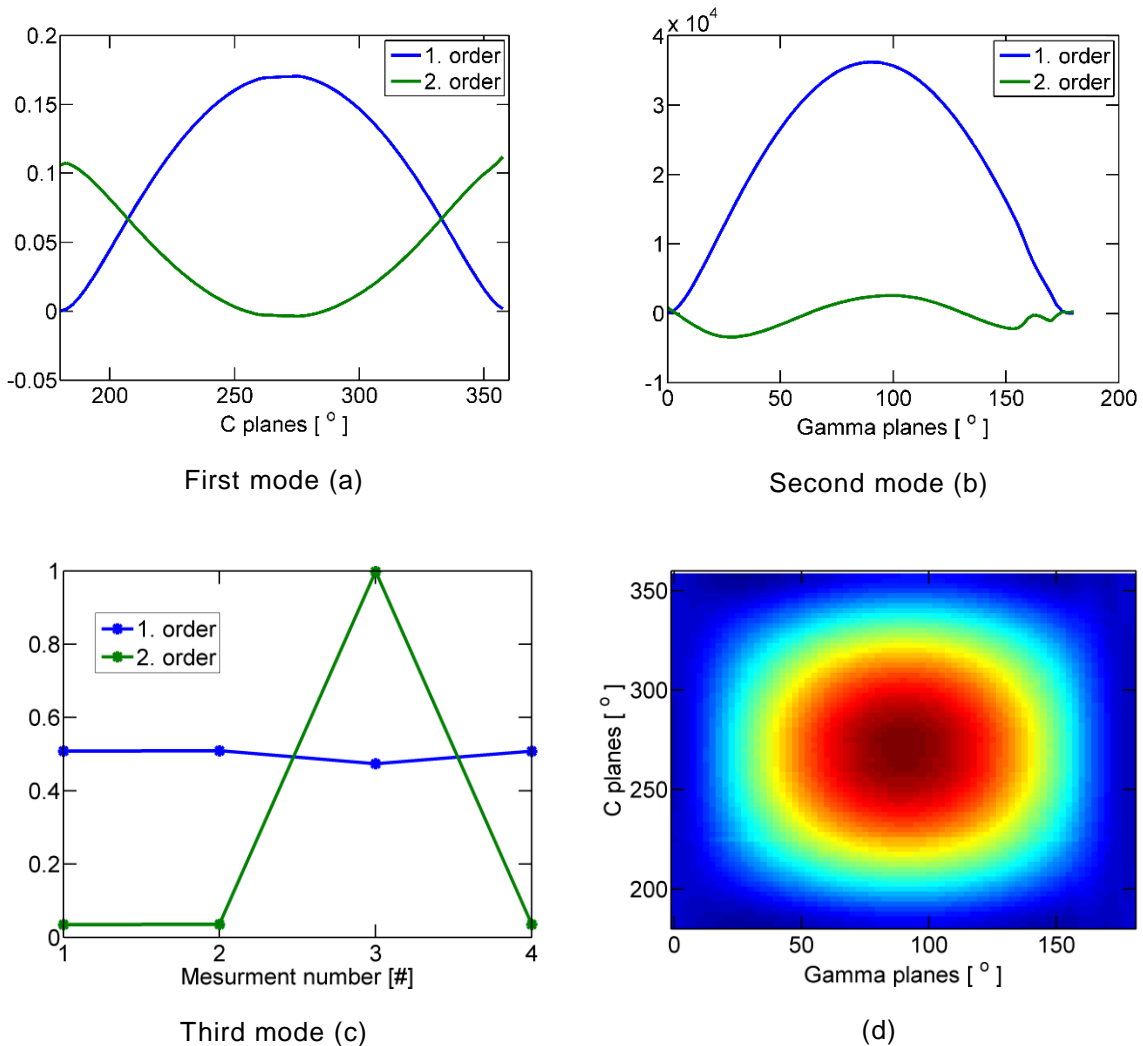 0.2
0.15
0.1
0.05
0
-0.05
200
250
300
350
C planes [ ° ]
1. order
2. order
First mode (a)
x 10⁴
4
3
2
1
0
-1
0
50
100
150
200
Gamma planes [ ° ]
1. order
2. order
Second mode (b)
1
0.8
0.6
0.4
0.2
0
1
2
3
4
Mesurment number [#]
1. order
2. order
Third mode (c)
350
300
250
200
C planes [ ° ]
0
50
100
150
Gamma planes [ ° ]
(d)